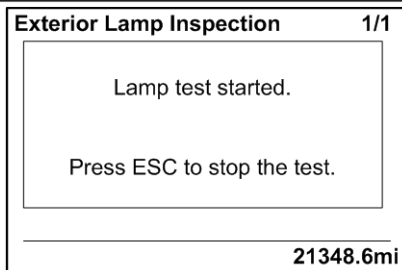 Exterior Lamp Inspection 1/1
Lamp test started.
Press ESC to stop the test.
21348.6mi